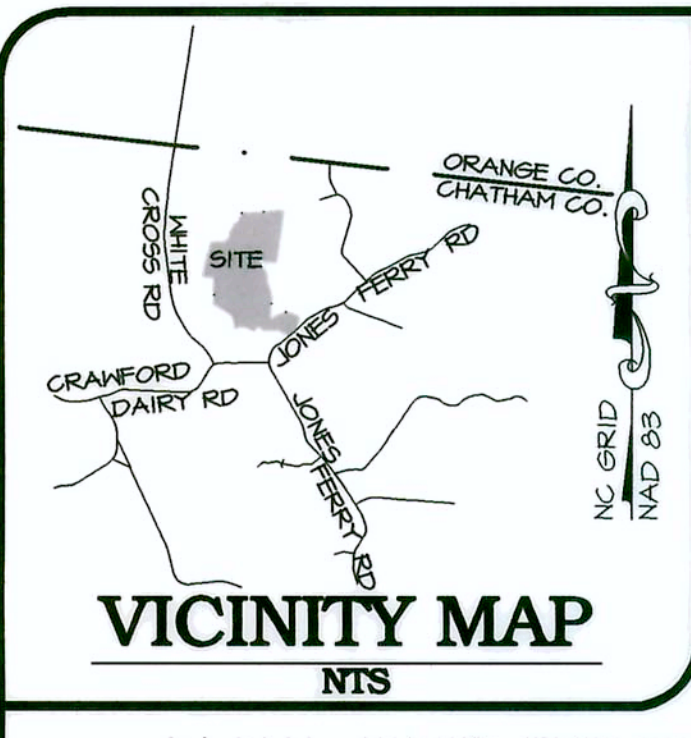 ORANGE CO.
CHATHAM CO.
WHITE
CROSS RD
SITE
JONES FERRY RD
CRAWFORD
DAIRY RD
JONES FERRY RD
NC GRID
NAD 83
VICINITY MAP
NTS